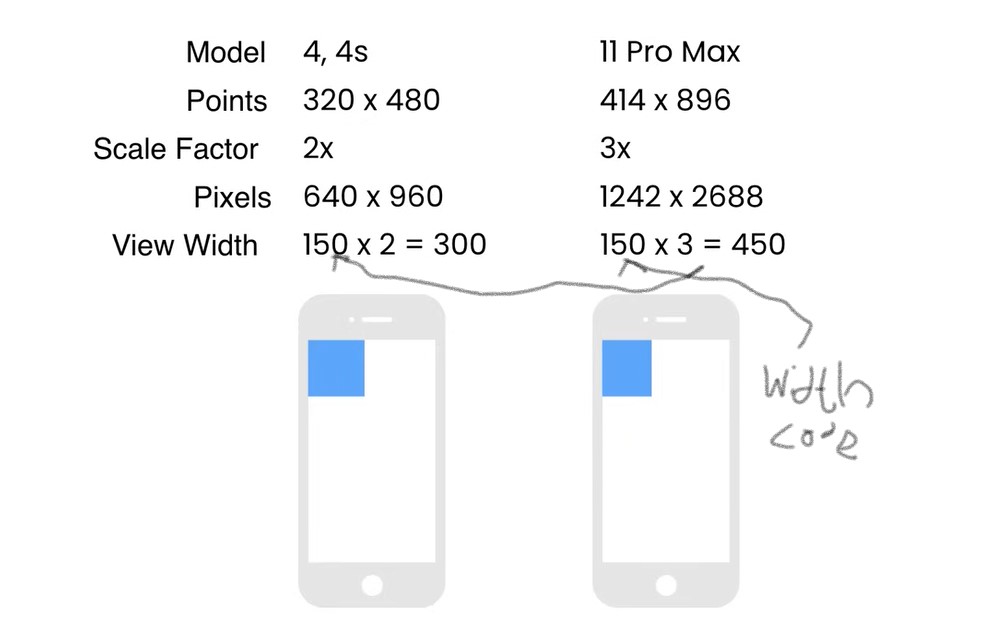 Model 4, 4s 11 Pro Max
Points 320 x 480 414 x 896
Scale Factor 2x 3x
Pixels 640 x 960 1242 x 2688
View Width 150 x 2 = 300 150 x 3 = 450
Width
code